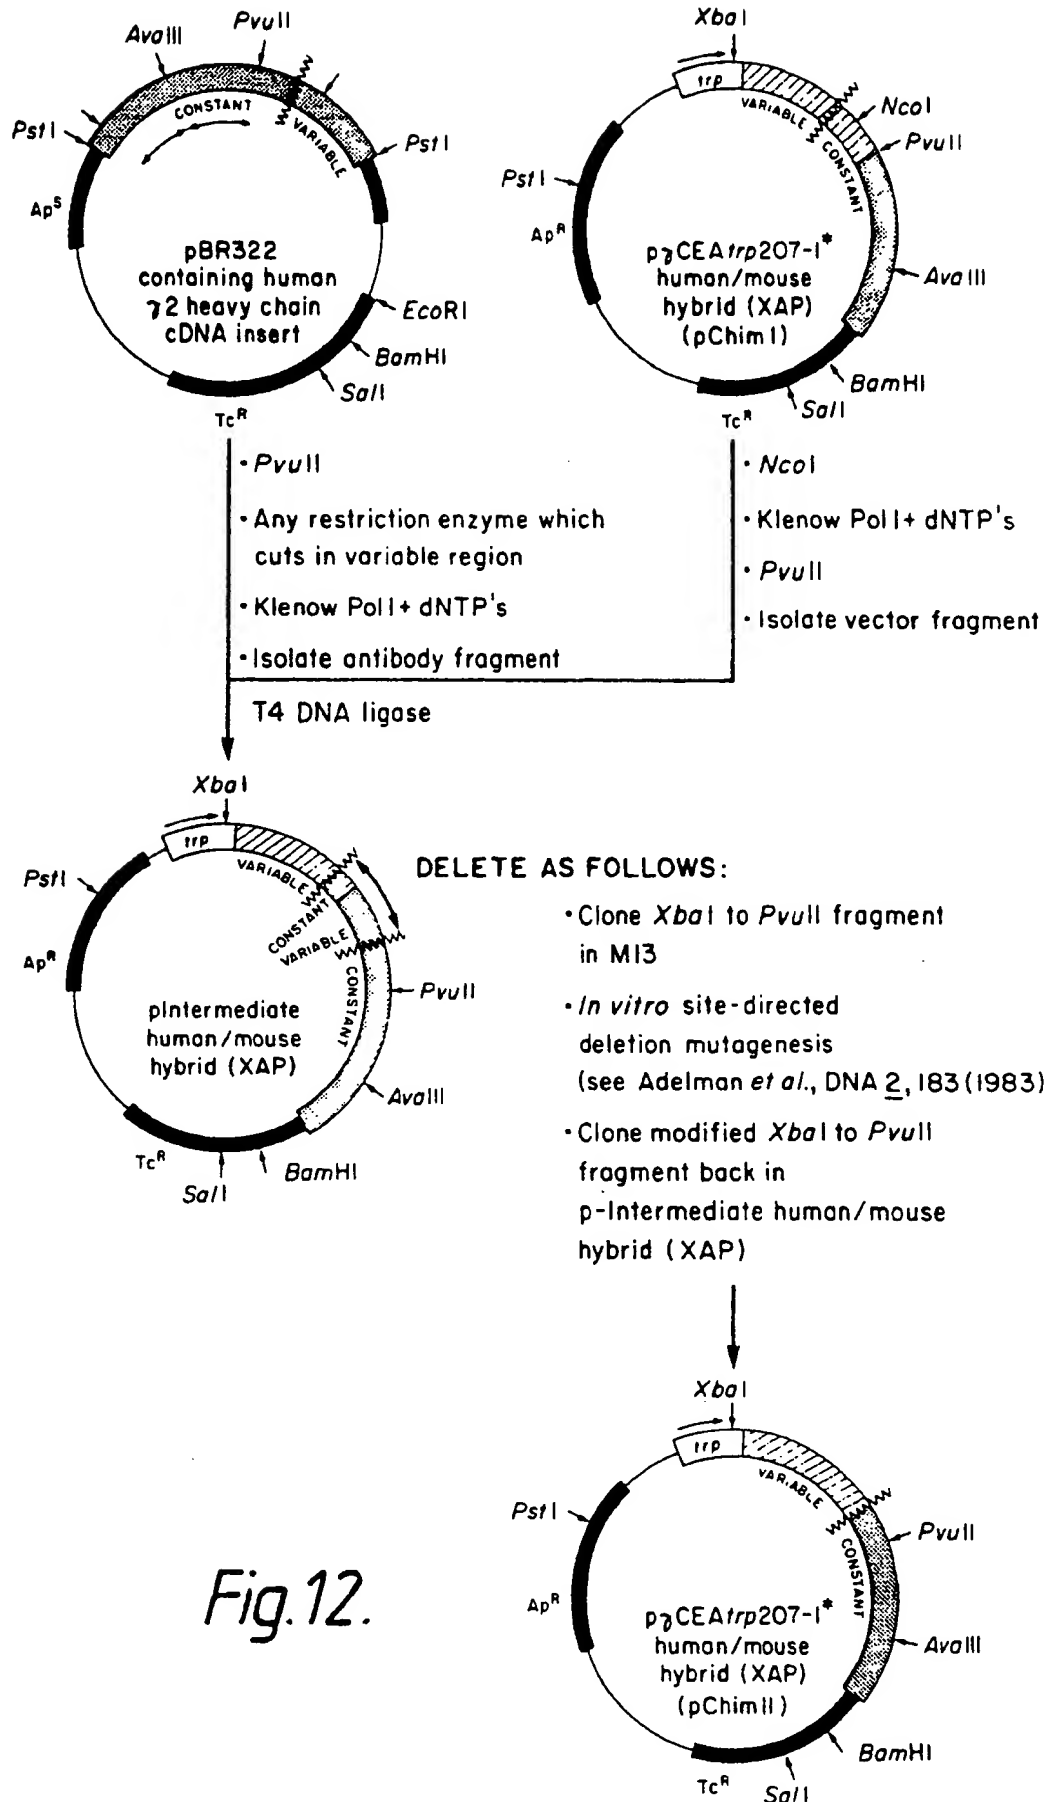 PvuII
AvaIII
PstI
CONSTANT
VARIABLE
PstI
Ap^S
pBR322
containing human
γ2 heavy chain
cDNA insert
EcoRI
BamHI
SalI
Tc^R
XbaI
trp
VARIABLE
CONSTANT
NcoI
PvuII
PstI
Ap^R
pγCEAtrp207-1*
human/mouse
hybrid (XAP)
(pChim I)
AvaIII
BamHI
SalI
Tc^R
• PvuII
• Any restriction enzyme which
cuts in variable region
• Klenow Pol I + dNTP's
• Isolate antibody fragment
• NcoI
• Klenow Pol I + dNTP's
• PvuII
• Isolate vector fragment
T4 DNA ligase
XbaI
trp
VARIABLE
CONSTANT
VARIABLE
CONSTANT
PstI
Ap^R
pIntermediate
human/mouse
hybrid (XAP)
PvuII
AvaIII
BamHI
SalI
Tc^R
DELETE AS FOLLOWS:
• Clone XbaI to PvuII fragment
in M13
• In vitro site-directed
deletion mutagenesis
(see Adelman et al., DNA 2, 183 (1983)
• Clone modified XbaI to PvuII
fragment back in
p-Intermediate human/mouse
hybrid (XAP)
XbaI
trp
VARIABLE
CONSTANT
PstI
PvuII
Ap^R
pγCEAtrp207-1*
human/mouse
hybrid (XAP)
(pChim II)
AvaIII
BamHI
SalI
Tc^R
Fig. 12.